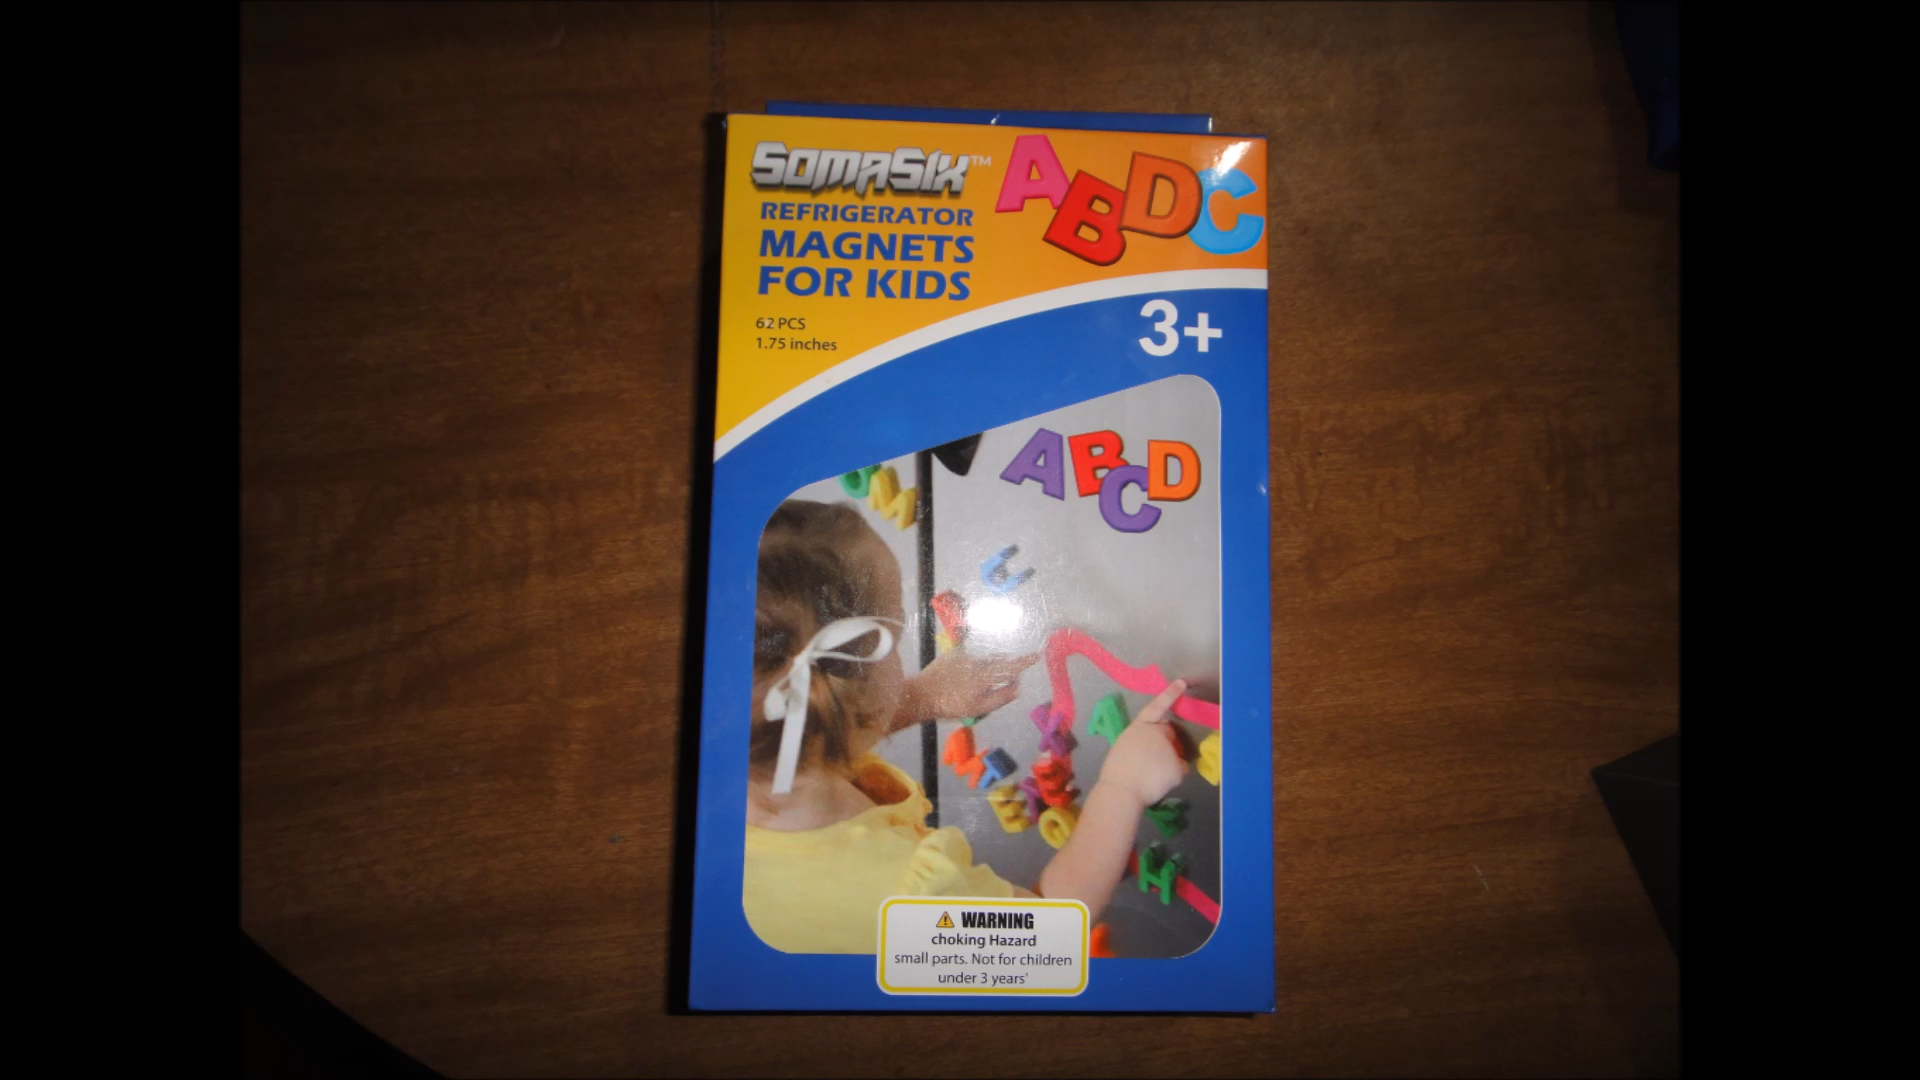 SOMASIX™
REFRIGERATOR
MAGNETS
FOR KIDS
62 PCS
1.75 inches
ABDC
3+
ABCD
M
C
A
T
E
O
H
WARNING
choking Hazard
small parts. Not for children
under 3 years'